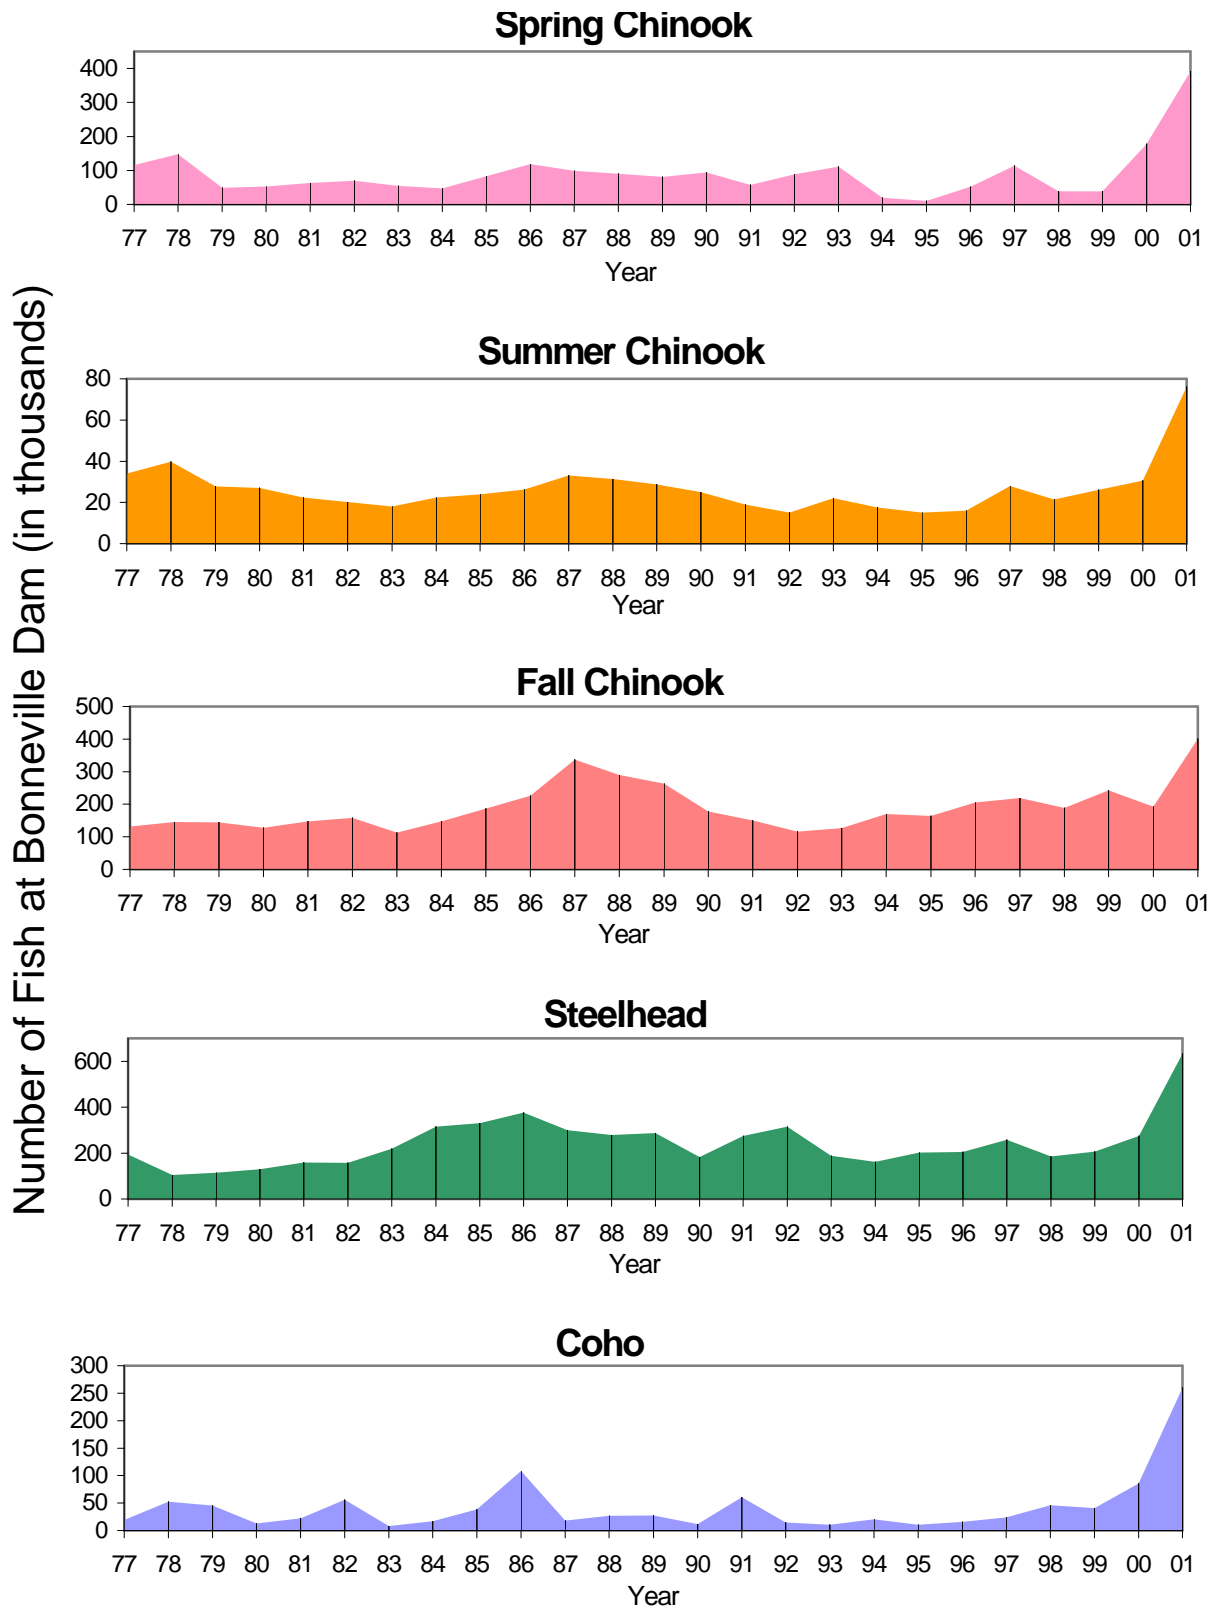 Spring Chinook
400
300
200
100
0
77 78 79 80 81 82 83 84 85 86 87 88 89 90 91 92 93 94 95 96 97 98 99 00 01
Year
Number of Fish at Bonneville Dam (in thousands)
Summer Chinook
80
60
40
20
0
77 78 79 80 81 82 83 84 85 86 87 88 89 90 91 92 93 94 95 96 97 98 99 00 01
Year
Fall Chinook
500
400
300
200
100
0
77 78 79 80 81 82 83 84 85 86 87 88 89 90 91 92 93 94 95 96 97 98 99 00 01
Year
Steelhead
600
400
200
0
77 78 79 80 81 82 83 84 85 86 87 88 89 90 91 92 93 94 95 96 97 98 99 00 01
Year
Coho
300
250
200
150
100
50
0
77 78 79 80 81 82 83 84 85 86 87 88 89 90 91 92 93 94 95 96 97 98 99 00 01
Year